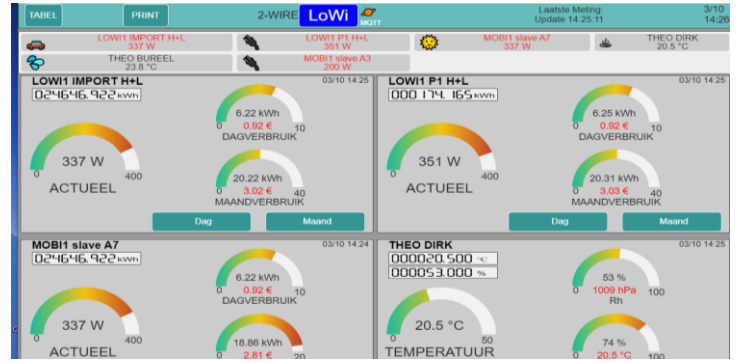 TABEL PRINT 2-WIRE LoWi MQTT Laatste Meting: 3/10
Update 14:25:11 14:26
LOWI1 IMPORT H+L LOWI1 P1 H+L MOBI1 slave A7 THEO DIRK
337 W 351 W 337 W 20.5 °C
THEO BUREEL MOBI1 slave A3
23.8 °C 200 W
LOWI1 IMPORT H+L 03/10 14:25
024646.922 kWh
6.22 kWh
0 0.92 € 10
DAGVERBRUIK
337 W
0 400
ACTUEEL
20.22 kWh
0 3.02 € 40
MAANDVERBRUIK
Dag Maand
LOWI1 P1 H+L 03/10 14:25
000174.165 kWh
6.25 kWh
0 0.92 € 10
DAGVERBRUIK
351 W
0 400
ACTUEEL
20.31 kWh
0 3.03 € 40
MAANDVERBRUIK
Dag Maand
MOBI1 slave A7 03/10 14:24
024646.922 kWh
6.22 kWh
0 0.92 € 10
DAGVERBRUIK
337 W
0 400
ACTUEEL
18.86 kWh
0 2.81 € 20
THEO DIRK 03/10 14:25
000020.500 °C
000053.000 %
53 %
0 1009 hPa 100
Rh
20.5 °C
0 50
TEMPERATUUR
74 %
0 20.5 °C 100